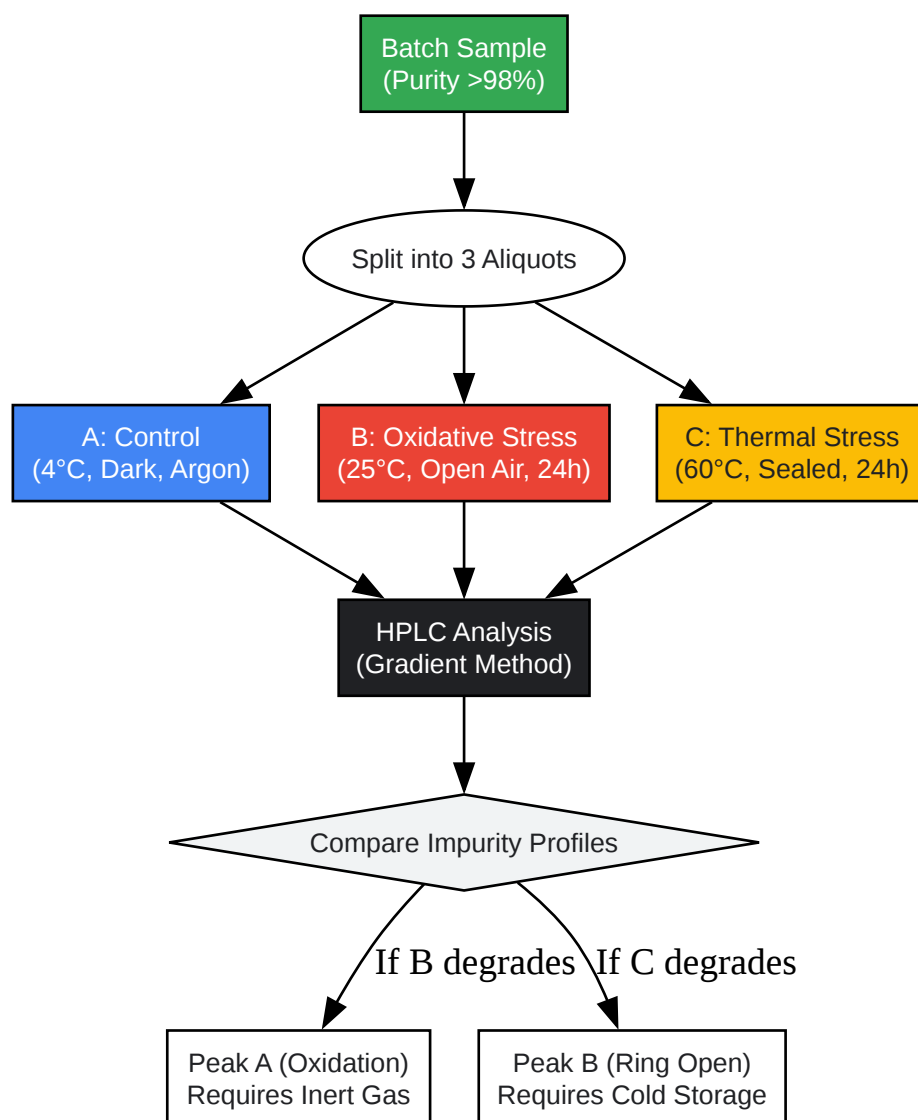 Batch Sample
(Purity >98%)
Split into 3 Aliquots
A: Control
(4°C, Dark, Argon)
B: Oxidative Stress
(25°C, Open Air, 24h)
C: Thermal Stress
(60°C, Sealed, 24h)
HPLC Analysis
(Gradient Method)
Compare Impurity Profiles
If B degrades
If C degrades
Peak A (Oxidation)
Requires Inert Gas
Peak B (Ring Open)
Requires Cold Storage